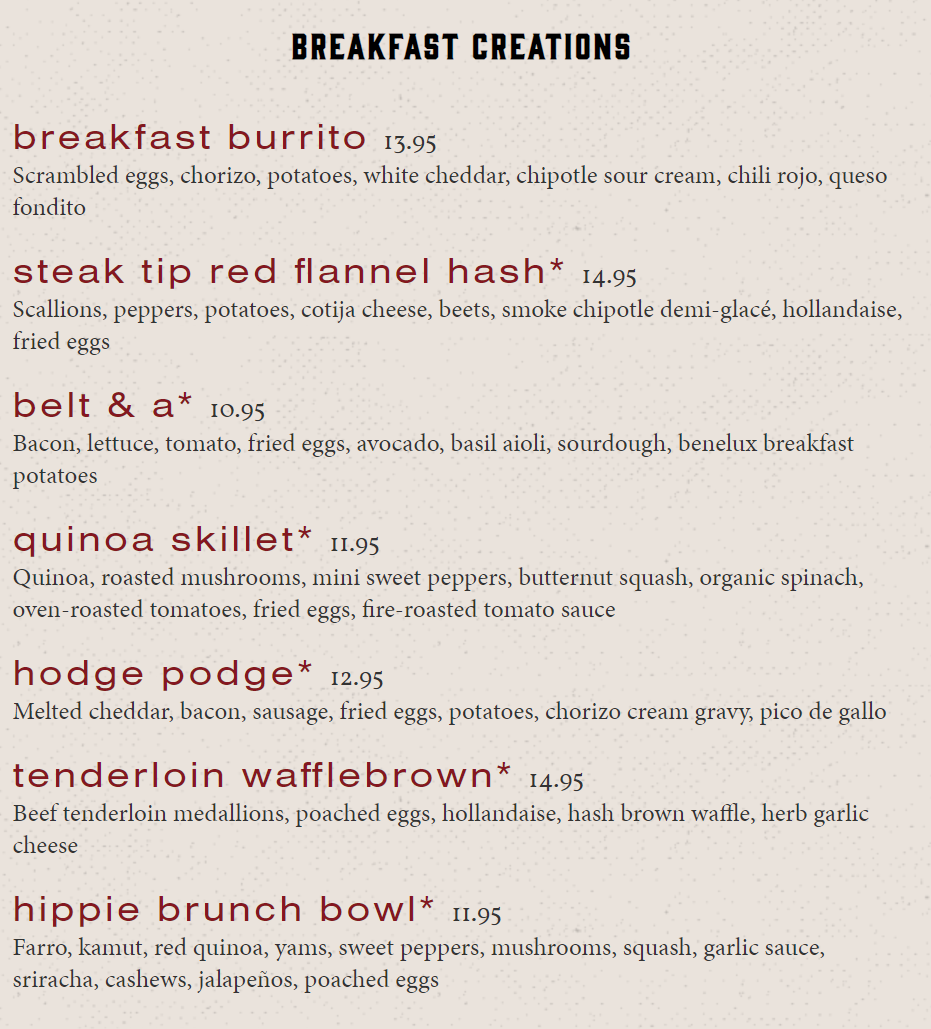 BREAKFAST CREATIONS
breakfast burrito 13.95
Scrambled eggs, chorizo, potatoes, white cheddar, chipotle sour cream, chili rojo, queso
fondito
steak tip red flannel hash* 14.95
Scallions, peppers, potatoes, cotija cheese, beets, smoke chipotle demi-glacé, hollandaise,
fried eggs
belt & a* 10.95
Bacon, lettuce, tomato, fried eggs, avocado, basil aioli, sourdough, benelux breakfast
potatoes
quinoa skillet* 11.95
Quinoa, roasted mushrooms, mini sweet peppers, butternut squash, organic spinach,
oven-roasted tomatoes, fried eggs, fire-roasted tomato sauce
hodge podge* 12.95
Melted cheddar, bacon, sausage, fried eggs, potatoes, chorizo cream gravy, pico de gallo
tenderloin wafflebrown* 14.95
Beef tenderloin medallions, poached eggs, hollandaise, hash brown waffle, herb garlic
cheese
hippie brunch bowl* 11.95
Farro, kamut, red quinoa, yams, sweet peppers, mushrooms, squash, garlic sauce,
sriracha, cashews, jalapeños, poached eggs